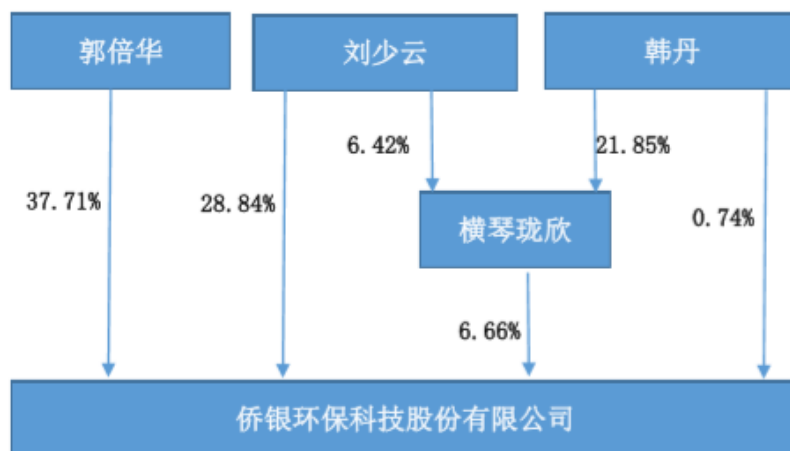 郭倍华
刘少云
韩丹
6.42%
21.85%
37.71%
28.84%
横琴珑欣
0.74%
6.66%
侨银环保科技股份有限公司